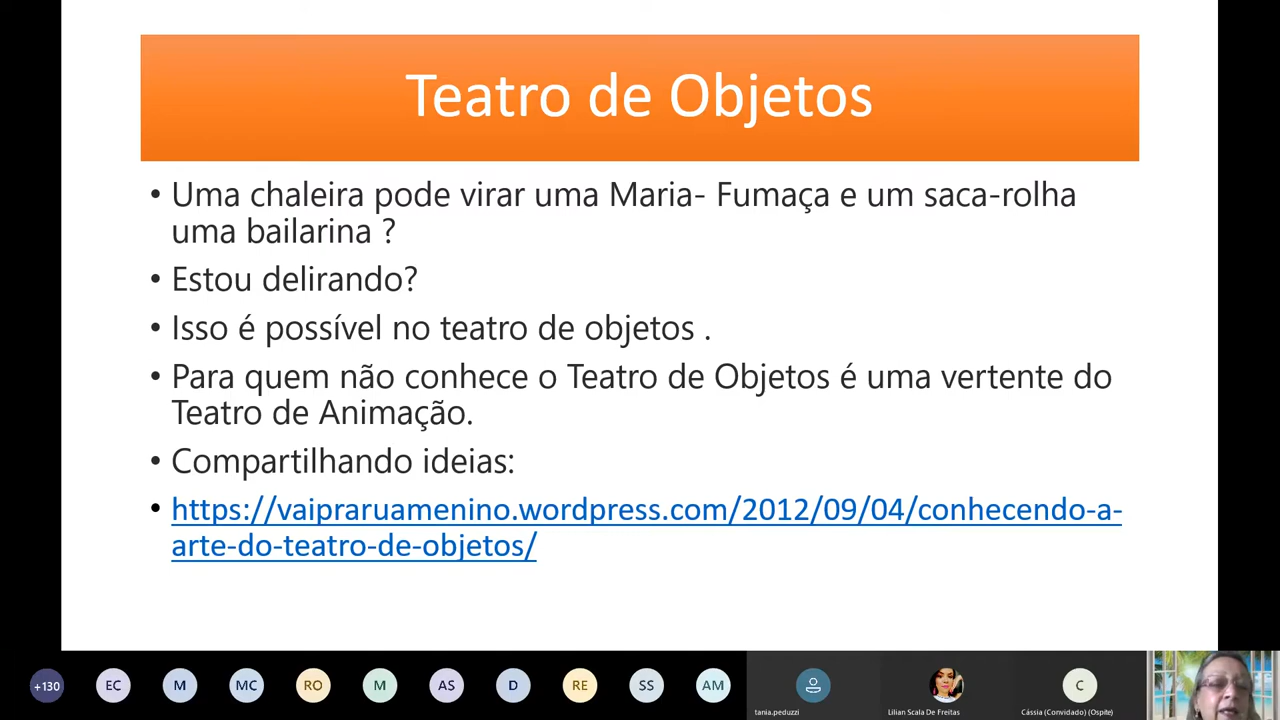 Teatro de Objetos
• Uma chaleira pode virar uma Maria- Fumaça e um saca-rolha
uma bailarina ?
• Estou delirando?
• Isso é possível no teatro de objetos .
• Para quem não conhece o Teatro de Objetos é uma vertente do
Teatro de Animação.
• Compartilhando ideias:
• https://vaipraruamenino.wordpress.com/2012/09/04/conhecendo-a-
arte-do-teatro-de-objetos/
+130 EC M MC RO M AS D RE SS AM C
tania.peduzzi Lilian Scala De Freitas Cássia (Convidado) (Ospite)